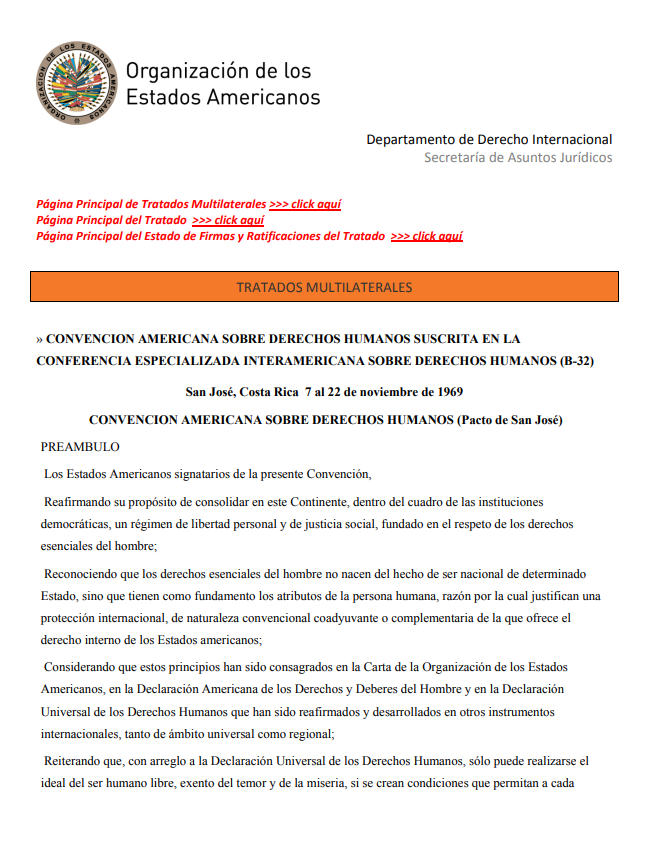 ORGANIZACION DE LOS ESTADOS AMERICANOS
Organización de los
Estados Americanos
Departamento de Derecho Internacional
Secretaría de Asuntos Jurídicos
Página Principal de Tratados Multilaterales >>> click aquí
Página Principal del Tratado >>> click aquí
Página Principal del Estado de Firmas y Ratificaciones del Tratado >>> click aquí
TRATADOS MULTILATERALES
» CONVENCION AMERICANA SOBRE DERECHOS HUMANOS SUSCRITA EN LA
CONFERENCIA ESPECIALIZADA INTERAMERICANA SOBRE DERECHOS HUMANOS (B-32)
San José, Costa Rica 7 al 22 de noviembre de 1969
CONVENCION AMERICANA SOBRE DERECHOS HUMANOS (Pacto de San José)
PREAMBULO
Los Estados Americanos signatarios de la presente Convención,
Reafirmando su propósito de consolidar en este Continente, dentro del cuadro de las instituciones
democráticas, un régimen de libertad personal y de justicia social, fundado en el respeto de los derechos
esenciales del hombre;
Reconociendo que los derechos esenciales del hombre no nacen del hecho de ser nacional de determinado
Estado, sino que tienen como fundamento los atributos de la persona humana, razón por la cual justifican una
protección internacional, de naturaleza convencional coadyuvante o complementaria de la que ofrece el
derecho interno de los Estados americanos;
Considerando que estos principios han sido consagrados en la Carta de la Organización de los Estados
Americanos, en la Declaración Americana de los Derechos y Deberes del Hombre y en la Declaración
Universal de los Derechos Humanos que han sido reafirmados y desarrollados en otros instrumentos
internacionales, tanto de ámbito universal como regional;
Reiterando que, con arreglo a la Declaración Universal de los Derechos Humanos, sólo puede realizarse el
ideal del ser humano libre, exento del temor y de la miseria, si se crean condiciones que permitan a cada